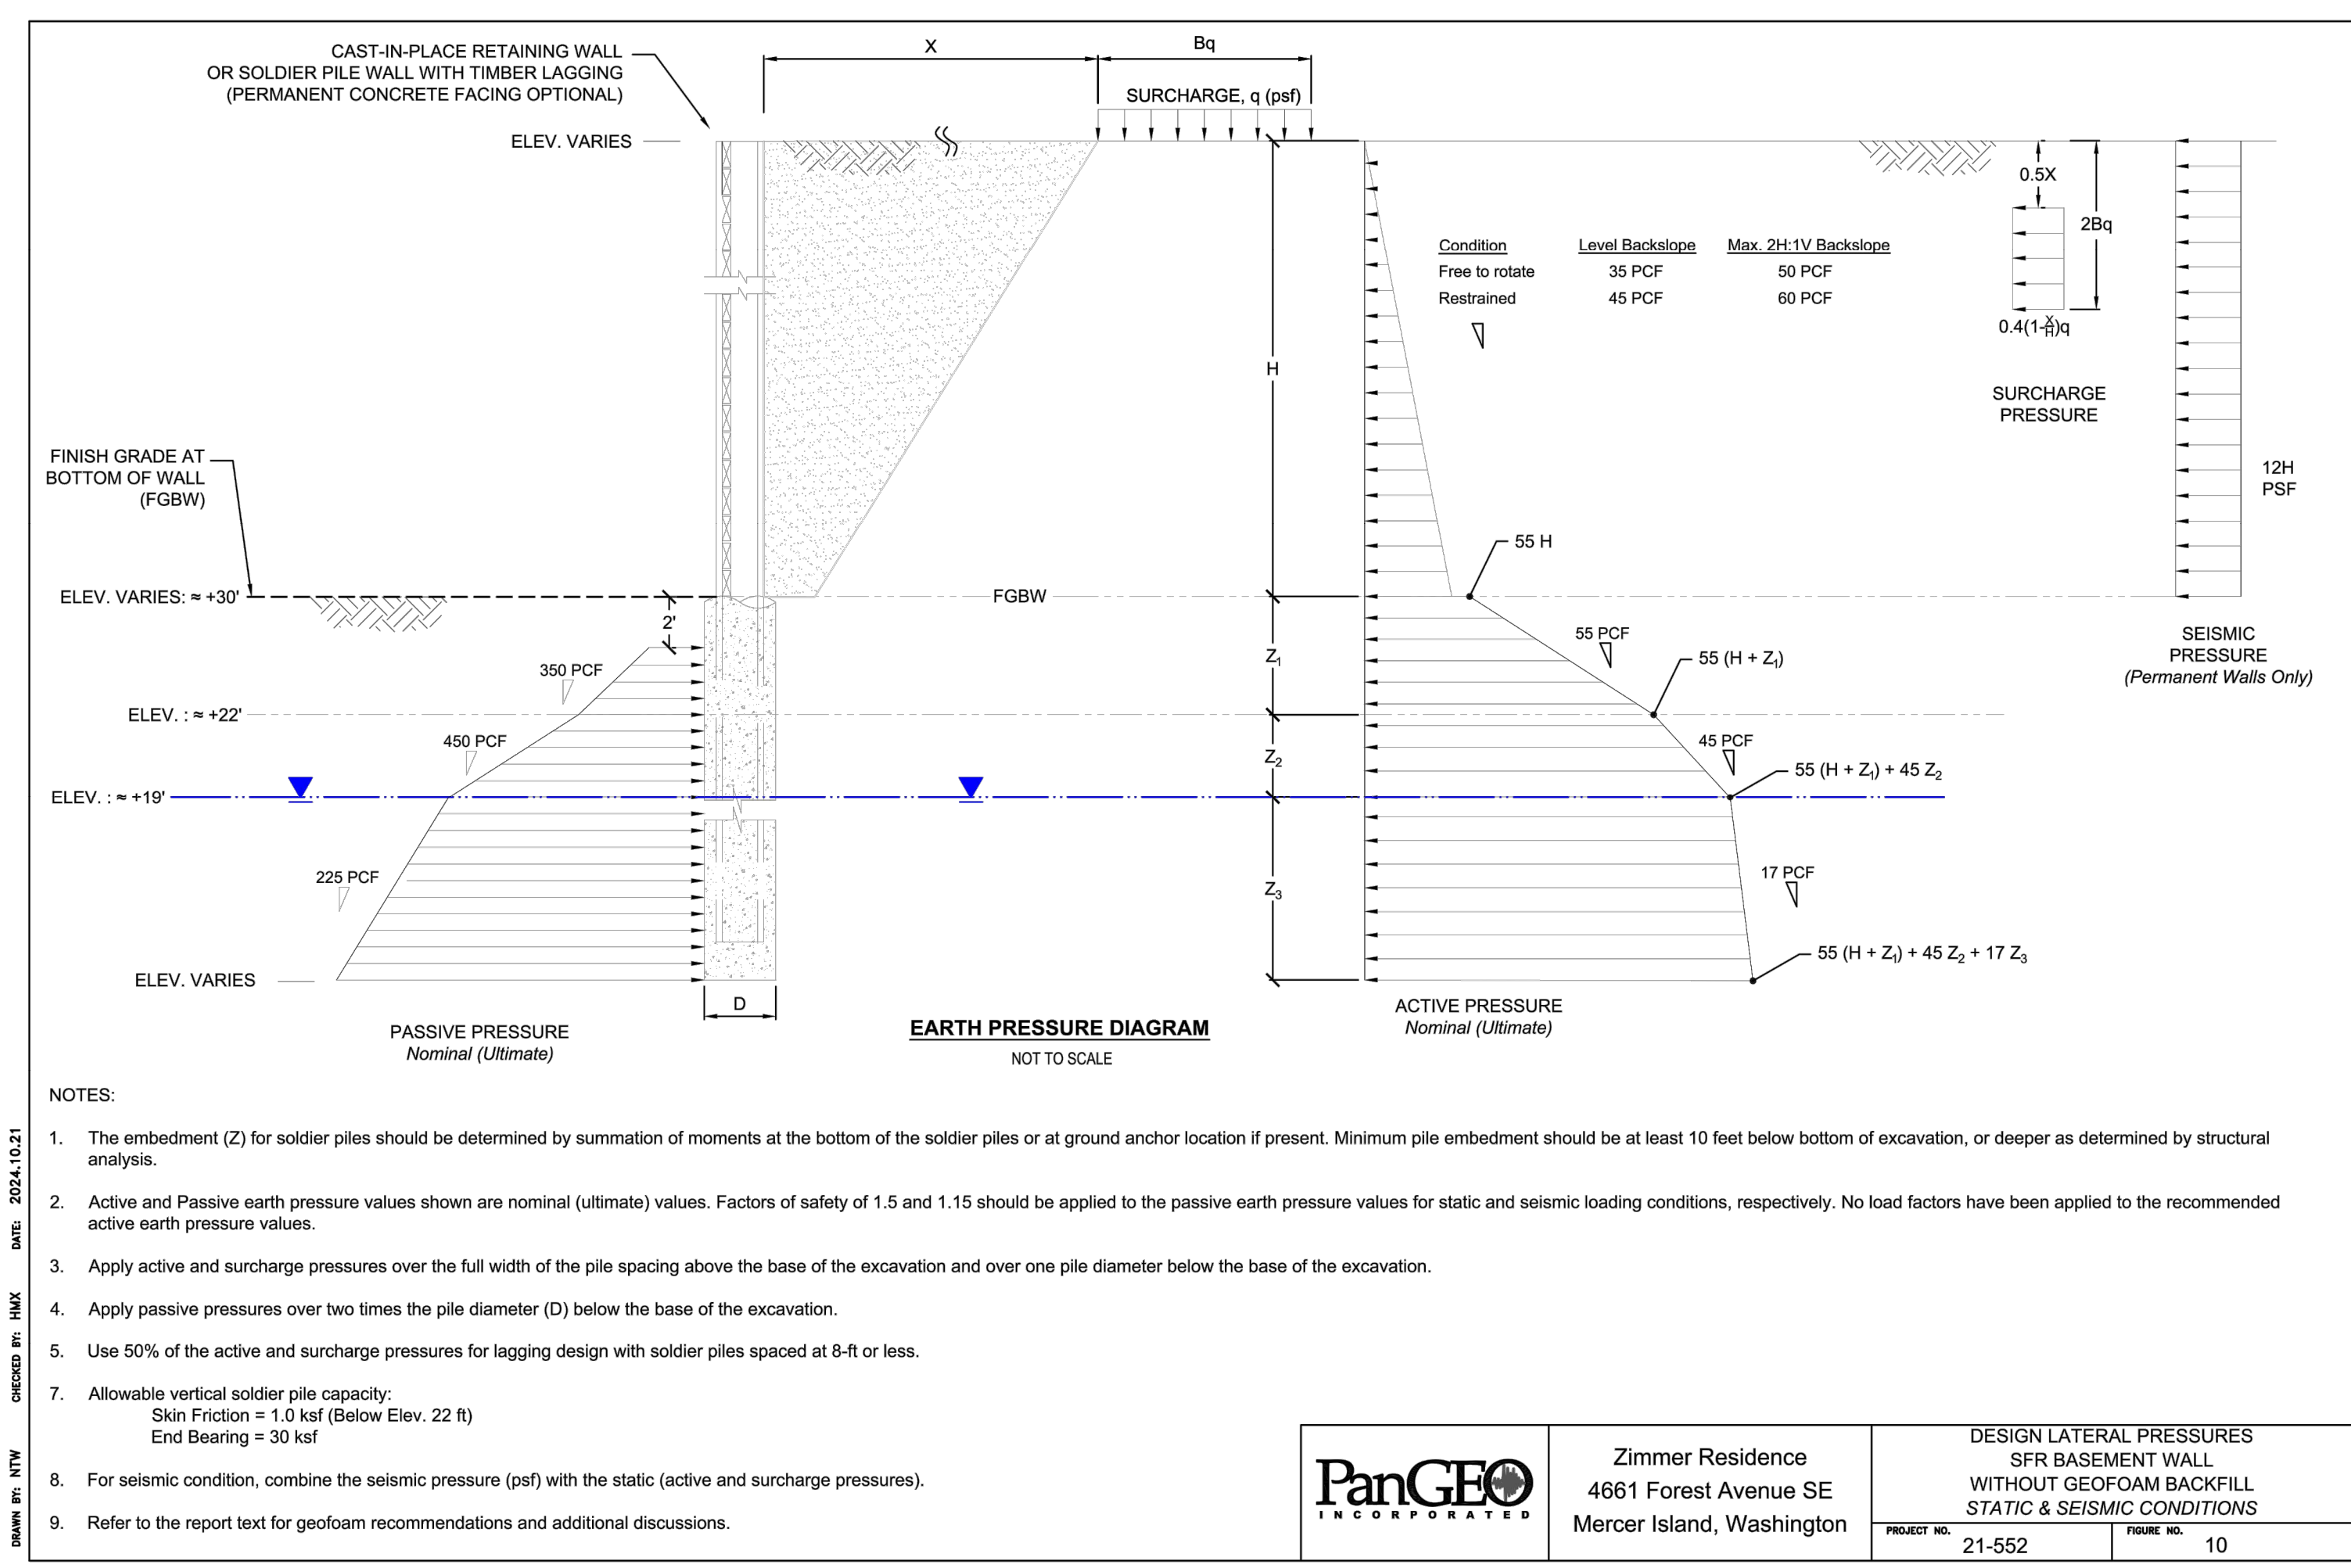 CAST-IN-PLACE RETAINING WALL
OR SOLDIER PILE WALL WITH TIMBER LAGGING
(PERMANENT CONCRETE FACING OPTIONAL)
X
Bq
SURCHARGE, q (psf)
ELEV. VARIES
0.5X
2Bq
Condition Level Backslope Max. 2H:1V Backslope
Free to rotate 35 PCF 50 PCF
Restrained 45 PCF 60 PCF
0.4(1-X/H)q
H
SURCHARGE
PRESSURE
12H
PSF
FINISH GRADE AT
BOTTOM OF WALL
(FGBW)
55 H
ELEV. VARIES: ≈ +30'
FGBW
2'
55 PCF
SEISMIC
PRESSURE
(Permanent Walls Only)
Z₁
55 (H + Z₁)
350 PCF
ELEV. : ≈ +22'
450 PCF
45 PCF
Z₂
55 (H + Z₁) + 45 Z₂
ELEV. : ≈ +19'
225 PCF
17 PCF
Z₃
55 (H + Z₁) + 45 Z₂ + 17 Z₃
ELEV. VARIES
D
PASSIVE PRESSURE
Nominal (Ultimate)
EARTH PRESSURE DIAGRAM
NOT TO SCALE
ACTIVE PRESSURE
Nominal (Ultimate)
NOTES:
1. The embedment (Z) for soldier piles should be determined by summation of moments at the bottom of the soldier piles or at ground anchor location if present. Minimum pile embedment should be at least 10 feet below bottom of excavation, or deeper as determined by structural
analysis.
2. Active and Passive earth pressure values shown are nominal (ultimate) values. Factors of safety of 1.5 and 1.15 should be applied to the passive earth pressure values for static and seismic loading conditions, respectively. No load factors have been applied to the recommended
active earth pressure values.
3. Apply active and surcharge pressures over the full width of the pile spacing above the base of the excavation and over one pile diameter below the base of the excavation.
4. Apply passive pressures over two times the pile diameter (D) below the base of the excavation.
5. Use 50% of the active and surcharge pressures for lagging design with soldier piles spaced at 8-ft or less.
7. Allowable vertical soldier pile capacity:
Skin Friction = 1.0 ksf (Below Elev. 22 ft)
End Bearing = 30 ksf
8. For seismic condition, combine the seismic pressure (psf) with the static (active and surcharge pressures).
9. Refer to the report text for geofoam recommendations and additional discussions.
DRAWN BY: NTW CHECKED BY: HMX DATE: 2024.10.21
PanGEO
INCORPORATED
Zimmer Residence
4661 Forest Avenue SE
Mercer Island, Washington
DESIGN LATERAL PRESSURES
SFR BASEMENT WALL
WITHOUT GEOFOAM BACKFILL
STATIC & SEISMIC CONDITIONS
PROJECT NO. 21-552
FIGURE NO. 10